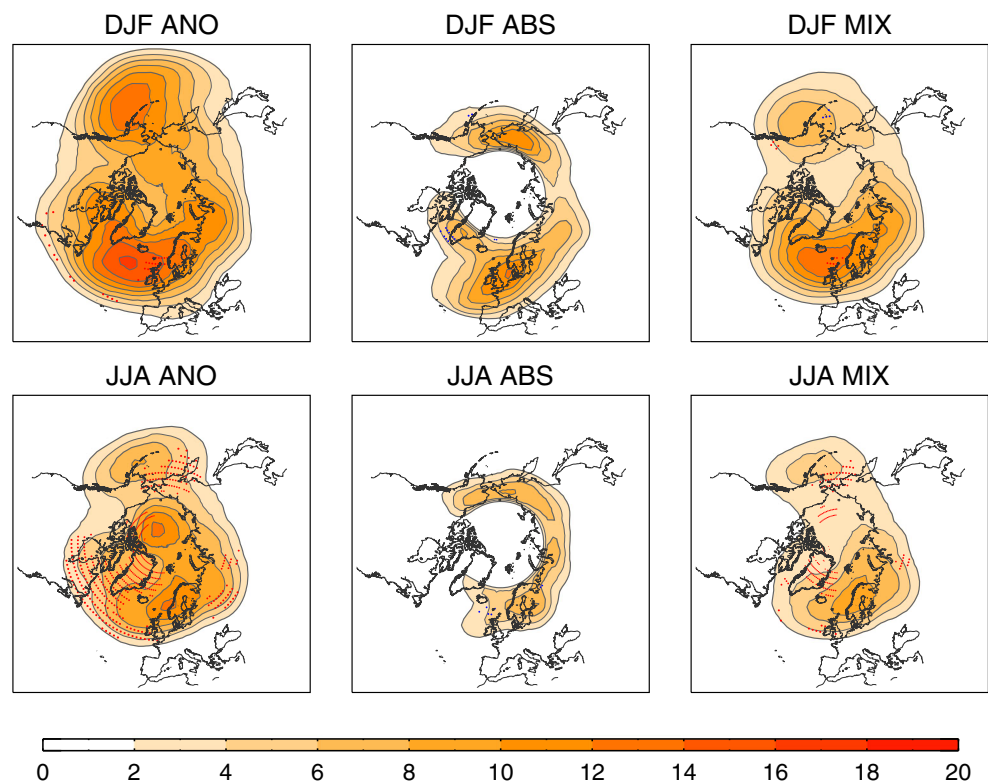 DJF ANO DJF ABS DJF MIX
JJA ANO JJA ABS JJA MIX
0 2 4 6 8 10 12 14 16 18 20